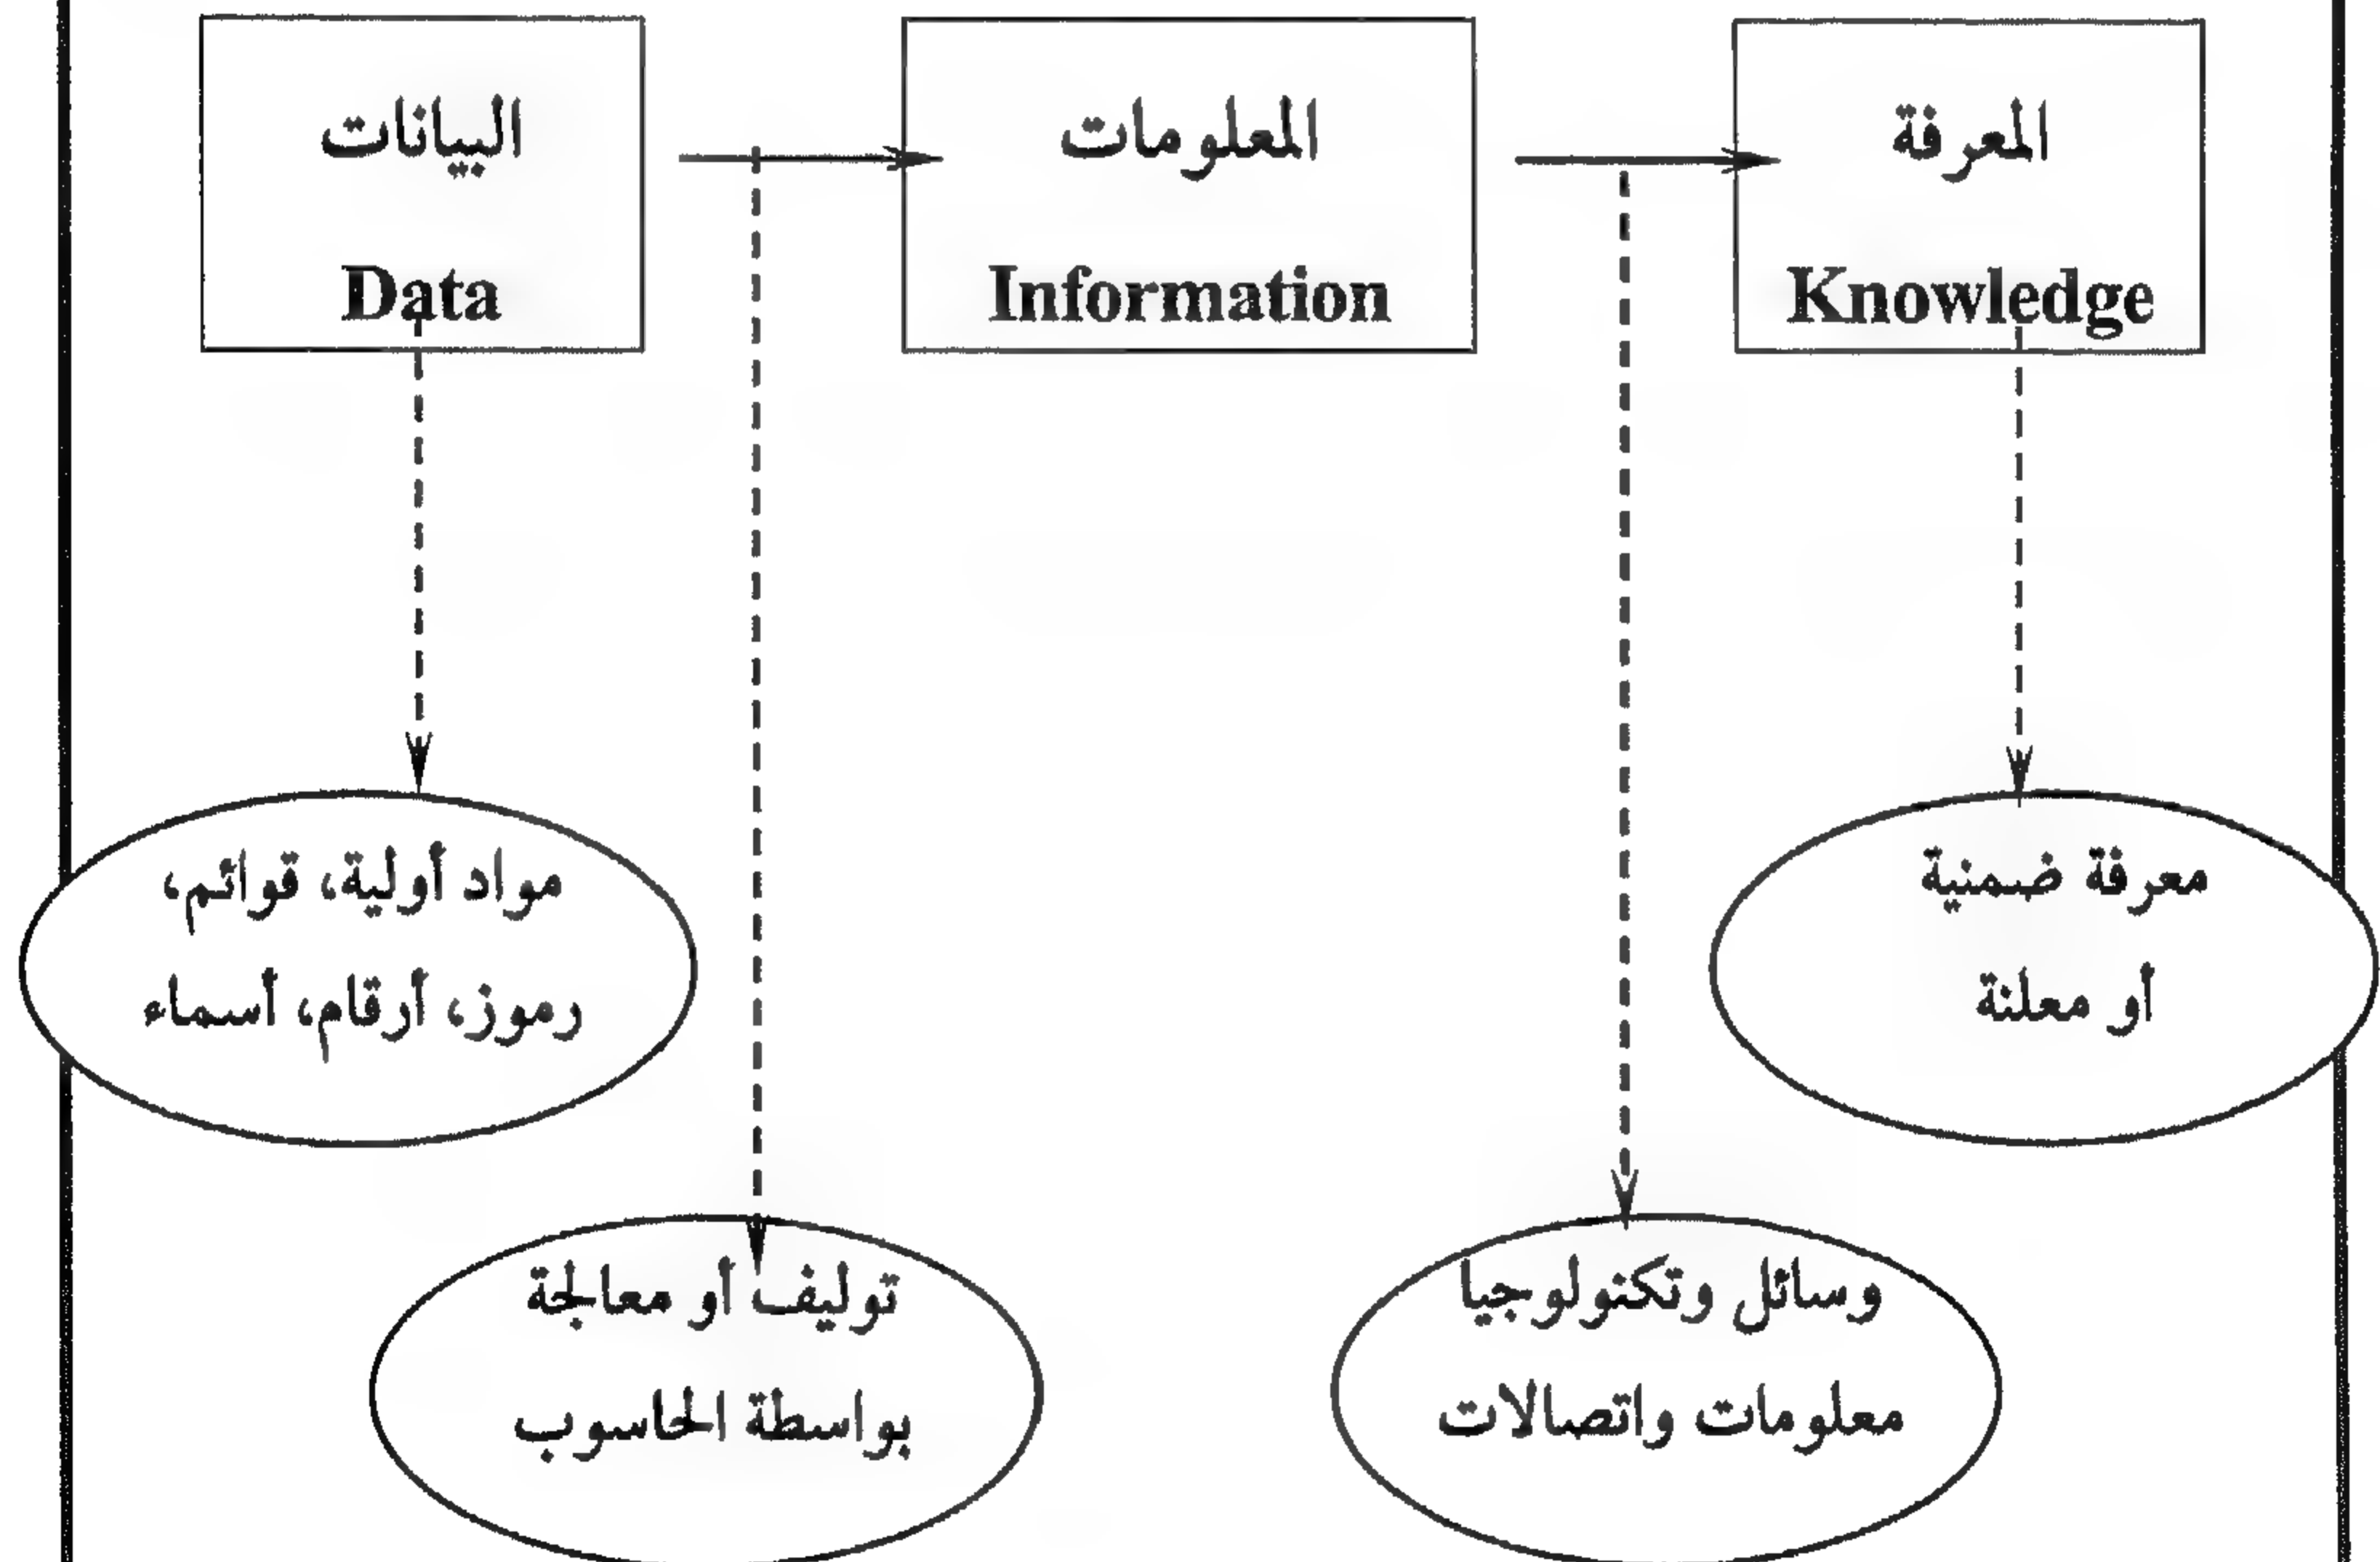 البيانات
Data
المعلومات
Information
المعرفة
Knowledge
مواد أولية، قوائم،
رموز، أرقام، أسماء
معرفة ضمنية
أو معلنة
توليف أو معالجة
بواسطة الحاسوب
وسائل وتكنولوجيا
معلومات واتصالات